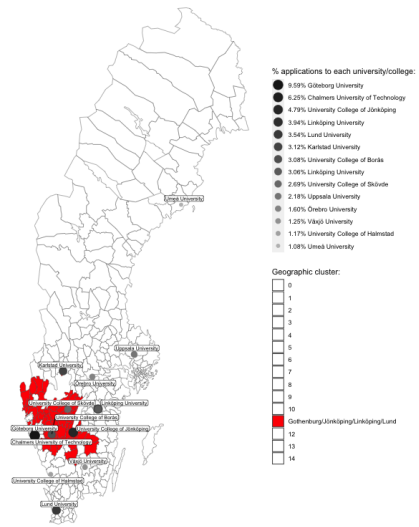 % applications to each university/college:
9.59% Göteborg University
6.25% Chalmers University of Technology
4.79% University College of Jönköping
3.94% Linköping University
3.54% Lund University
3.12% Karlstad University
3.08% University College of Borås
3.06% Linköping University
2.69% University College of Skövde
2.18% Uppsala University
1.60% Örebro University
1.25% Växjö University
1.17% University College of Halmstad
1.08% Umeå University
Geographic cluster:
0
1
2
3
4
5
6
7
8
9
10
Gothenburg/Jönköping/Linköping/Lund
12
13
14
Umeå University
Uppsala University
Karlstad University
Örebro University
University College of Skövde
Linköping University
University College of Borås
Göteborg University
University College of Jönköping
Chalmers University of Technology
Växjö University
University College of Halmstad
Lund University